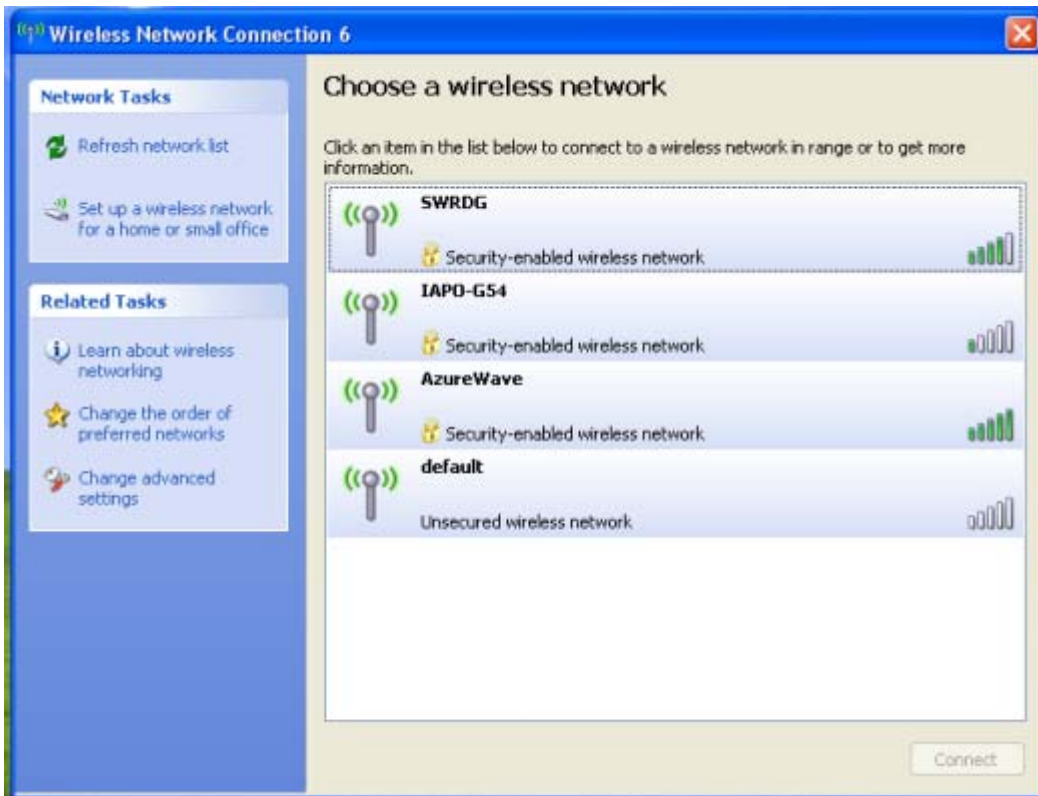 Wireless Network Connection 6
Network Tasks
Refresh network list
Set up a wireless network
for a home or small office
Related Tasks
Learn about wireless
networking
Change the order of
preferred networks
Change advanced
settings
Choose a wireless network
Click an item in the list below to connect to a wireless network in range or to get more
information.
SWRDG
Security-enabled wireless network
IAPO-G54
Security-enabled wireless network
AzureWave
Security-enabled wireless network
default
Unsecured wireless network
Connect